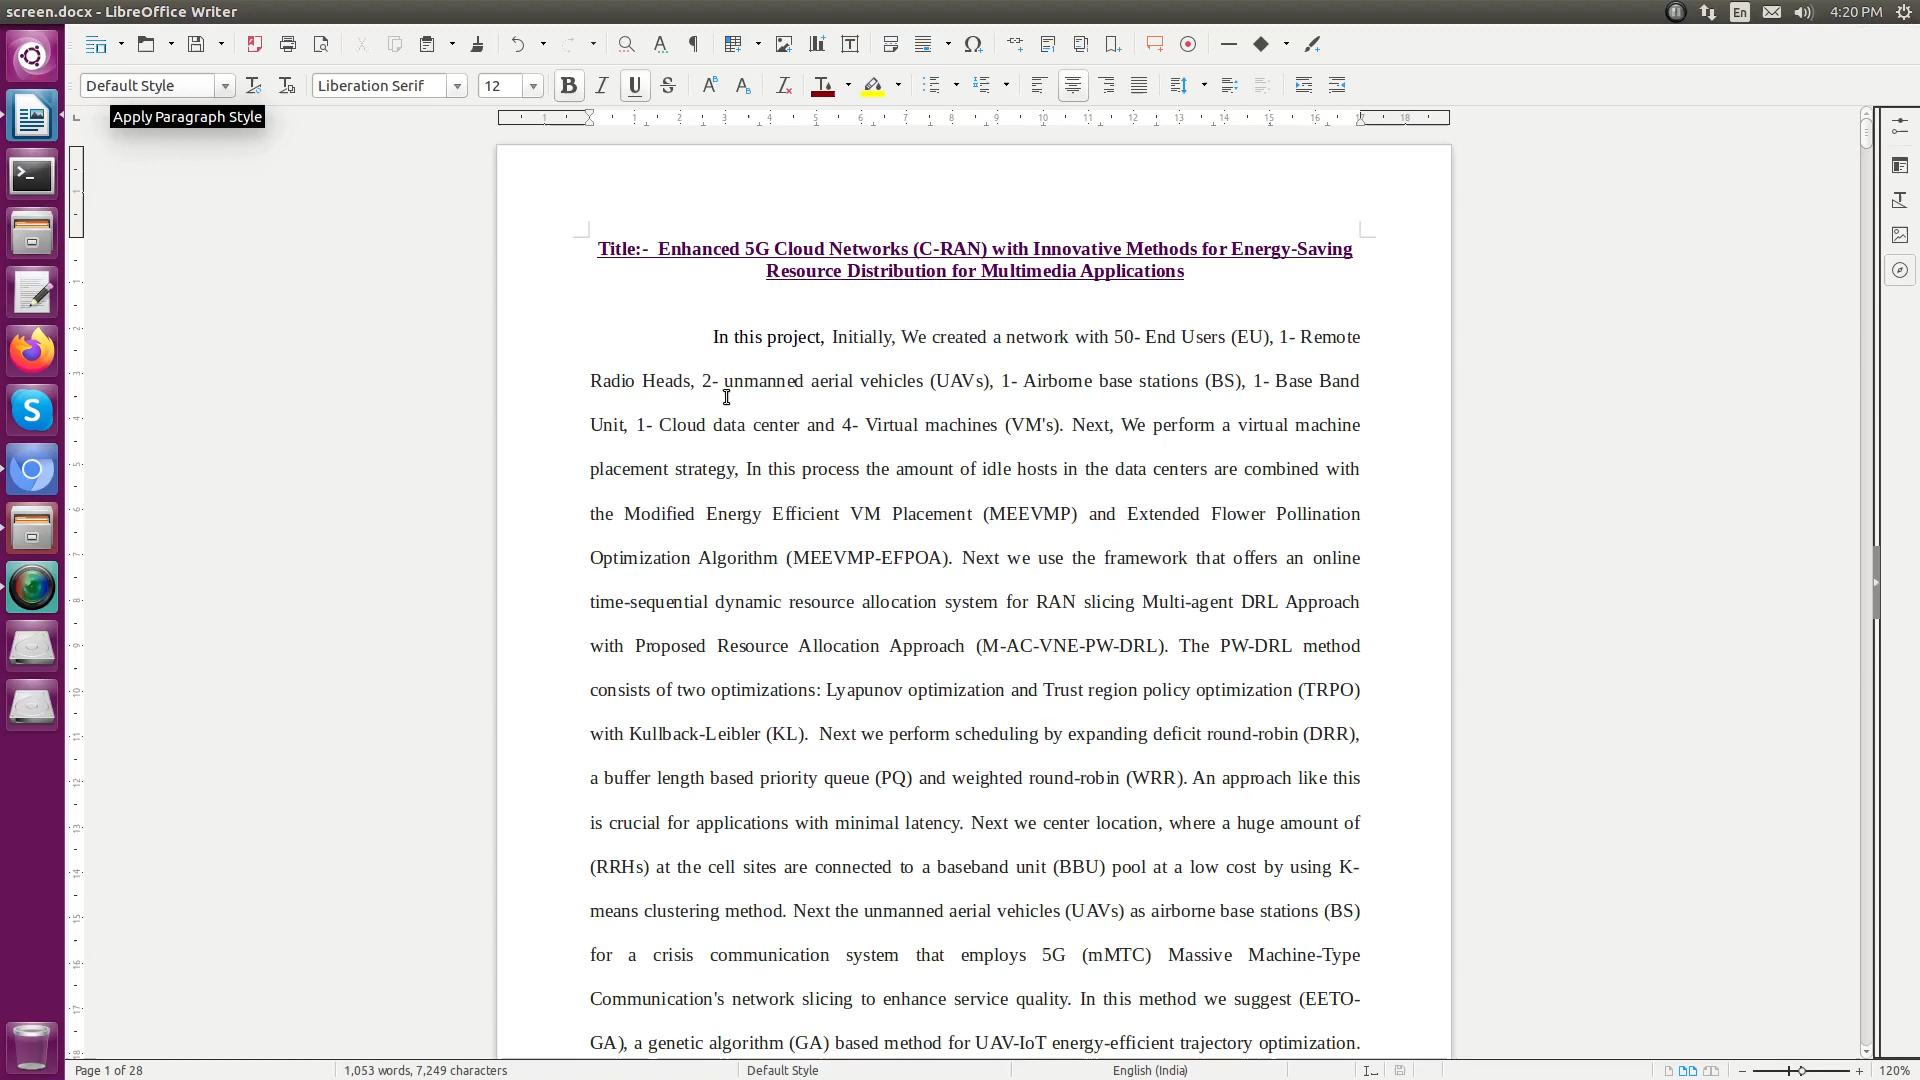 screen.docx - LibreOffice Writer
En
4:20 PM
Default Style
Liberation Serif
12
Apply Paragraph Style
Title:-  Enhanced 5G Cloud Networks (C-RAN) with Innovative Methods for Energy-Saving
Resource Distribution for Multimedia Applications
In this project, Initially, We created a network with 50- End Users (EU), 1- Remote
Radio Heads, 2- unmanned aerial vehicles (UAVs), 1- Airborne base stations (BS), 1- Base Band
Unit, 1- Cloud data center and 4- Virtual machines (VM's). Next, We perform a virtual machine
placement strategy, In this process the amount of idle hosts in the data centers are combined with
the Modified Energy Efficient VM Placement (MEEVMP) and Extended Flower Pollination
Optimization Algorithm (MEEVMP-EFPOA). Next we use the framework that offers an online
time-sequential dynamic resource allocation system for RAN slicing Multi-agent DRL Approach
with Proposed Resource Allocation Approach (M-AC-VNE-PW-DRL). The PW-DRL method
consists of two optimizations: Lyapunov optimization and Trust region policy optimization (TRPO)
with Kullback-Leibler (KL).  Next we perform scheduling by expanding deficit round-robin (DRR),
a buffer length based priority queue (PQ) and weighted round-robin (WRR). An approach like this
is crucial for applications with minimal latency. Next we center location, where a huge amount of
(RRHs) at the cell sites are connected to a baseband unit (BBU) pool at a low cost by using K-
means clustering method. Next the unmanned aerial vehicles (UAVs) as airborne base stations (BS)
for a crisis communication system that employs 5G (mMTC) Massive Machine-Type
Communication's network slicing to enhance service quality. In this method we suggest (EETO-
GA), a genetic algorithm (GA) based method for UAV-IoT energy-efficient trajectory optimization.
Page 1 of 28
1,053 words, 7,249 characters
Default Style
English (India)
120%